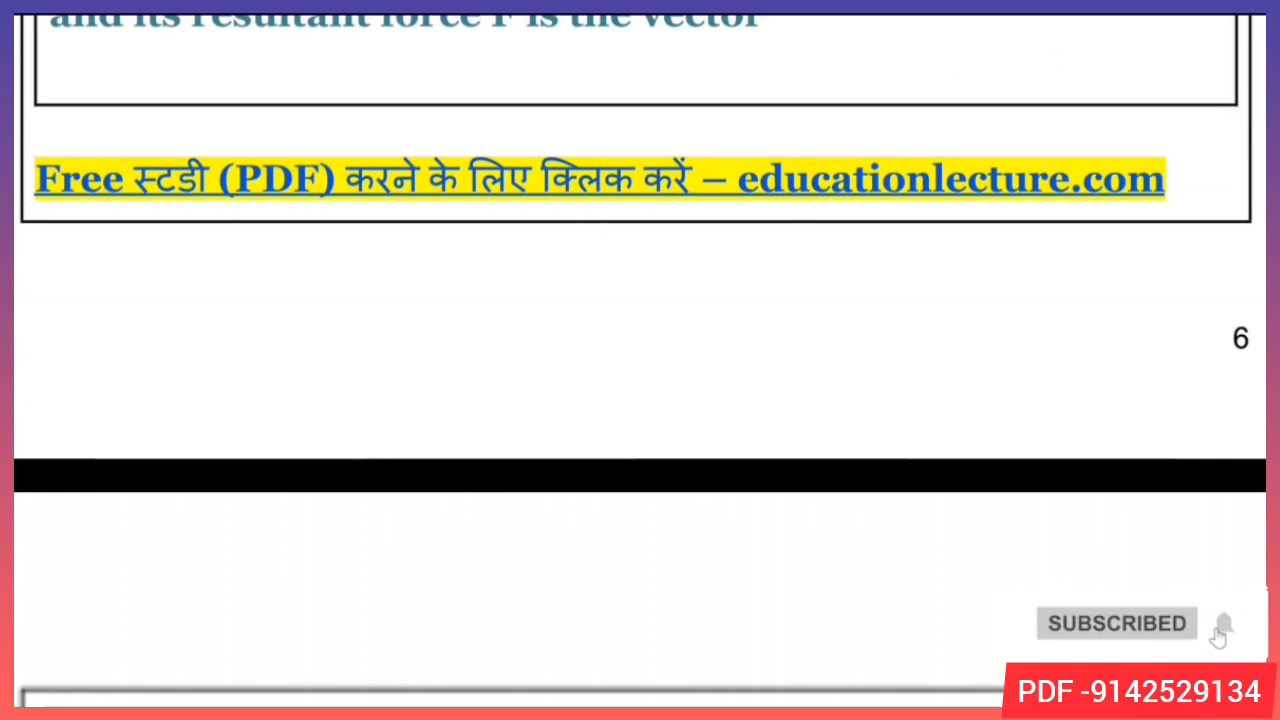 and its resultant force F is the vector
Free स्टडी (PDF) करने के लिए क्लिक करें – educationlecture.com
6
SUBSCRIBED
PDF -9142529134